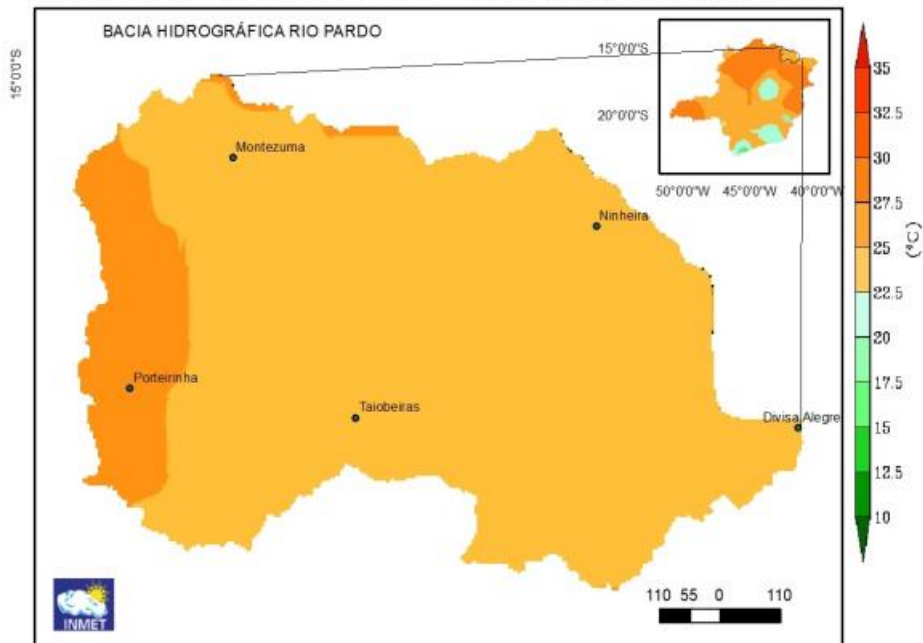 BACIA HIDROGRÁFICA RIO PARDO
15°0'0"S
15°0'0"S
20°0'0"S
50°0'0"W 45°0'0"W 40°0'0"W
Montezuma
Ninheira
Porteirinha
Taiobeiras
Divisa Alegre
INMET
110 55 0 110
35
32.5
30
27.5
25
22.5
20
17.5
15
12.5
10
(°C)